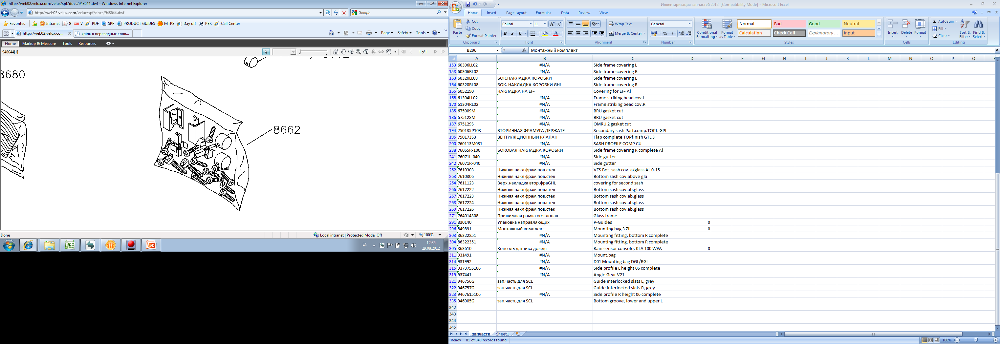 http://web02.velux.com/velux/spf/docs/948644.dwf - Windows Internet Explorer
http://web02.velux.com/velux/spf/docs/948644.dwf
Google
Favorites Intranet Я V PDF SPF PRODUCT GUIDES MTPS Day off PEK Call Center
http://web02.velux.co... «pin» в переводных слов... Page Safety Tools
Home Markup & Measure Tools Resources
948644[1]
1 of 1
8680
8662
Done
Local intranet | Protected Mode: Off
100%
EN
12:35
29.08.2012
Инвентаризация запчастей 2012 [Compatibility Mode] - Microsoft Excel
Home Insert Page Layout Formulas Data Review View
Paste Cut Copy Format Painter Clipboard
Calibri 11 B I U Font
Wrap Text Merge & Center Alignment
General % Number
Conditional Formatting Format as Table
Normal Bad Good Neutral
Calculation Check Cell Explanatory ... Input
Styles
Insert Delete Format Cells
AutoSum Fill Clear Sort & Filter Find & Select Editing
B296 fx Монтажный комплект
A B C D E F G H I J K L M N O P Q
153 60306LL02 #N/A Side frame covering L
158 60306RL02 #N/A Side frame covering R
163 60320LL08 БОК.НАКЛАДКА КОРОБКИ Side frame covering L
164 60320RL08 БОК. НАКЛАДКА КОРОБКИ GHL Side frame covering R
165 6052190 НАКЛАДКА НА EF- Covering for EF- Al
168 61304LL02 #N/A Frame striking bead cov.L
170 61304RL02 #N/A Frame striking bead cov.R
185 675009M #N/A BRU gasket cut
186 675128M #N/A BRU gasket cut
187 675129S #N/A OMRU 2 gasket cut
194 750135P103 ВТОРИЧНАЯ ФРАМУГА ДЕРЖАТЕ Secondary sash Part.comp.TOPf. GPL
195 750173S3 ВЕНТИЛЯЦИОННЫЙ КЛАПАН Flap complete TOPfinish GTL 3
200 760113M081 #N/A SASH PROFILE COMP CU
238 76065R-100 БОКОВАЯ НАКЛАДКА КОРОБКИ Side frame covering R complete Al
241 76071L-040 #N/A Side gutter
242 76071R-040 #N/A Side gutter
262 7610303 Нижняя накл фрам пов.стек VES Bot. sash cov. a/glass AL 0-15
263 7610306 Нижняя накл фрам пов.стек Bottom sash cov.above gla
264 7611123 Верх.накладка втор.фраGHL covering for second sash
266 7617222 Нижняя накл фрам пов.стек Bottom sash cov.ab.glass
267 7617223 Нижняя накл фрам пов.стек Bottom sash cov.ab.glass
268 7617224 Нижняя накл фрам пов.стек Bottom sash cov.ab.glass
269 7617226 Нижняя накл фрам пов.стек Bottom sash cov.ab.glass
271 764014308 Прижимная рамка стеклопак Glass frame
291 830140 Упаковка направляющих P-Guides 0
296 849891 Монтажный комплект Mounting bag 3 ZIL 0
303 86322251 #N/A Mounting fitting, bottom R complete
304 86322351 #N/A Mounting fitting, bottom R complete
305 863610 Консоль датчика дождя Rain sensor console, KLA 100 WW. 0
311 931491 #N/A Mount.bag
314 931992 #N/A D01 Mounting bag DGL/RGL
315 9373755106 #N/A Side profile L height 06 complete
319 937441 #N/A Angle Gear V21
321 946756G зап.часть для SCL Guide interlocked slats L, grey
322 946757G зап.часть для SCL Guide interlocked slats R, grey
323 9467615106 #N/A Side profile R height 06 complete
335 946905G зап.часть для SCL Bottom groove, lower and upper L
342
343
344
345
запчасти Sheet1
Ready 81 of 340 records found 100%